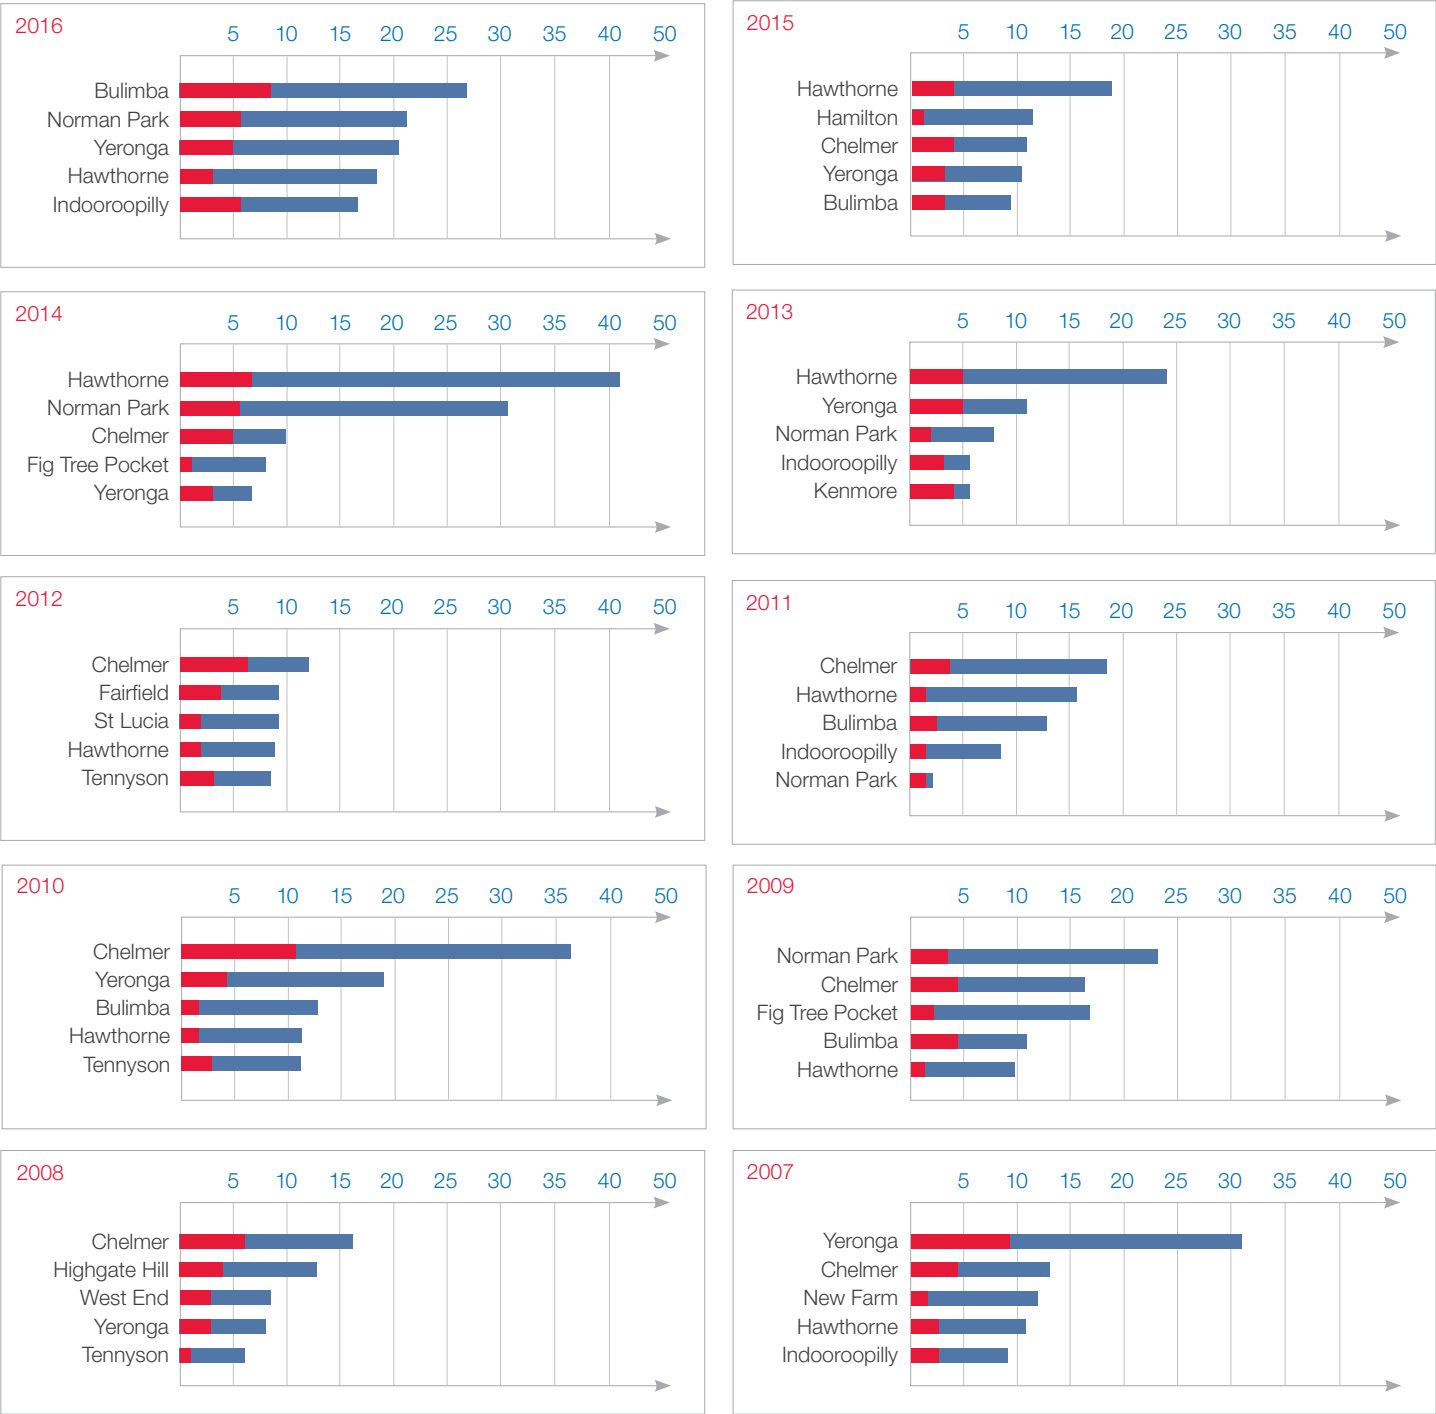 2016
5 10 15 20 25 30 35 40 50
Bulimba
Norman Park
Yeronga
Hawthorne
Indooroopilly
2015
5 10 15 20 25 30 35 40 50
Hawthorne
Hamilton
Chelmer
Yeronga
Bulimba
2014
5 10 15 20 25 30 35 40 50
Hawthorne
Norman Park
Chelmer
Fig Tree Pocket
Yeronga
2013
5 10 15 20 25 30 35 40 50
Hawthorne
Yeronga
Norman Park
Indooroopilly
Kenmore
2012
5 10 15 20 25 30 35 40 50
Chelmer
Fairfield
St Lucia
Hawthorne
Tennyson
2011
5 10 15 20 25 30 35 40 50
Chelmer
Hawthorne
Bulimba
Indooroopilly
Norman Park
2010
5 10 15 20 25 30 35 40 50
Chelmer
Yeronga
Bulimba
Hawthorne
Tennyson
2009
5 10 15 20 25 30 35 40 50
Norman Park
Chelmer
Fig Tree Pocket
Bulimba
Hawthorne
2008
5 10 15 20 25 30 35 40 50
Chelmer
Highgate Hill
West End
Yeronga
Tennyson
2007
5 10 15 20 25 30 35 40 50
Yeronga
Chelmer
New Farm
Hawthorne
Indooroopilly